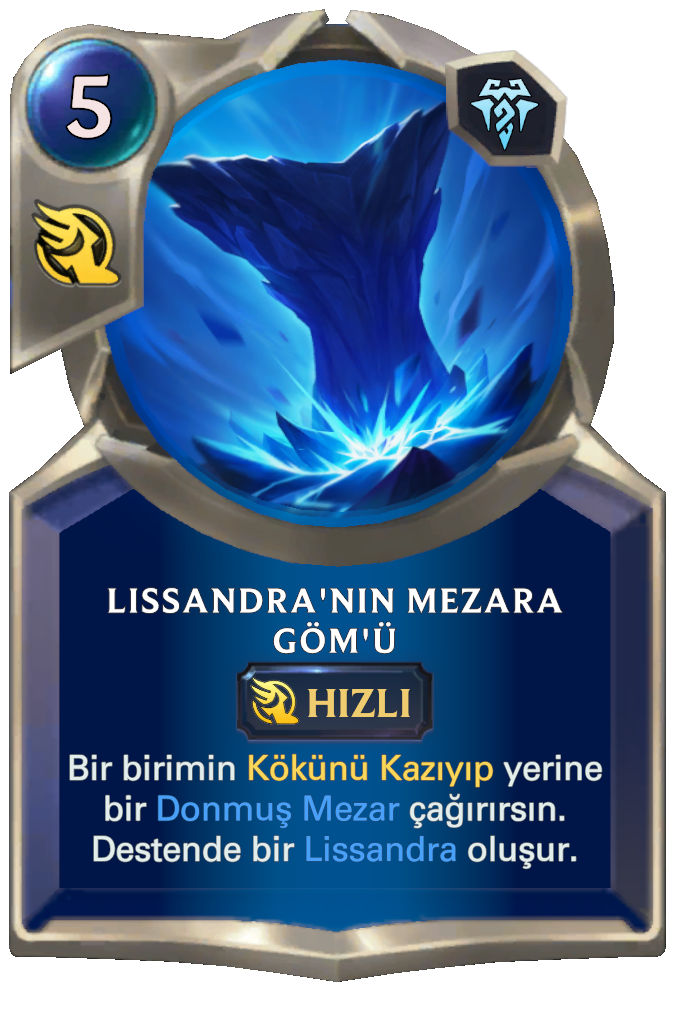 5
LISSANDRA'NIN MEZARA
GÖM'Ü
HIZLI
Bir birimin Kökünü Kazıyıp yerine
bir Donmuş Mezar çağırırsın.
Destende bir Lissandra oluşur.